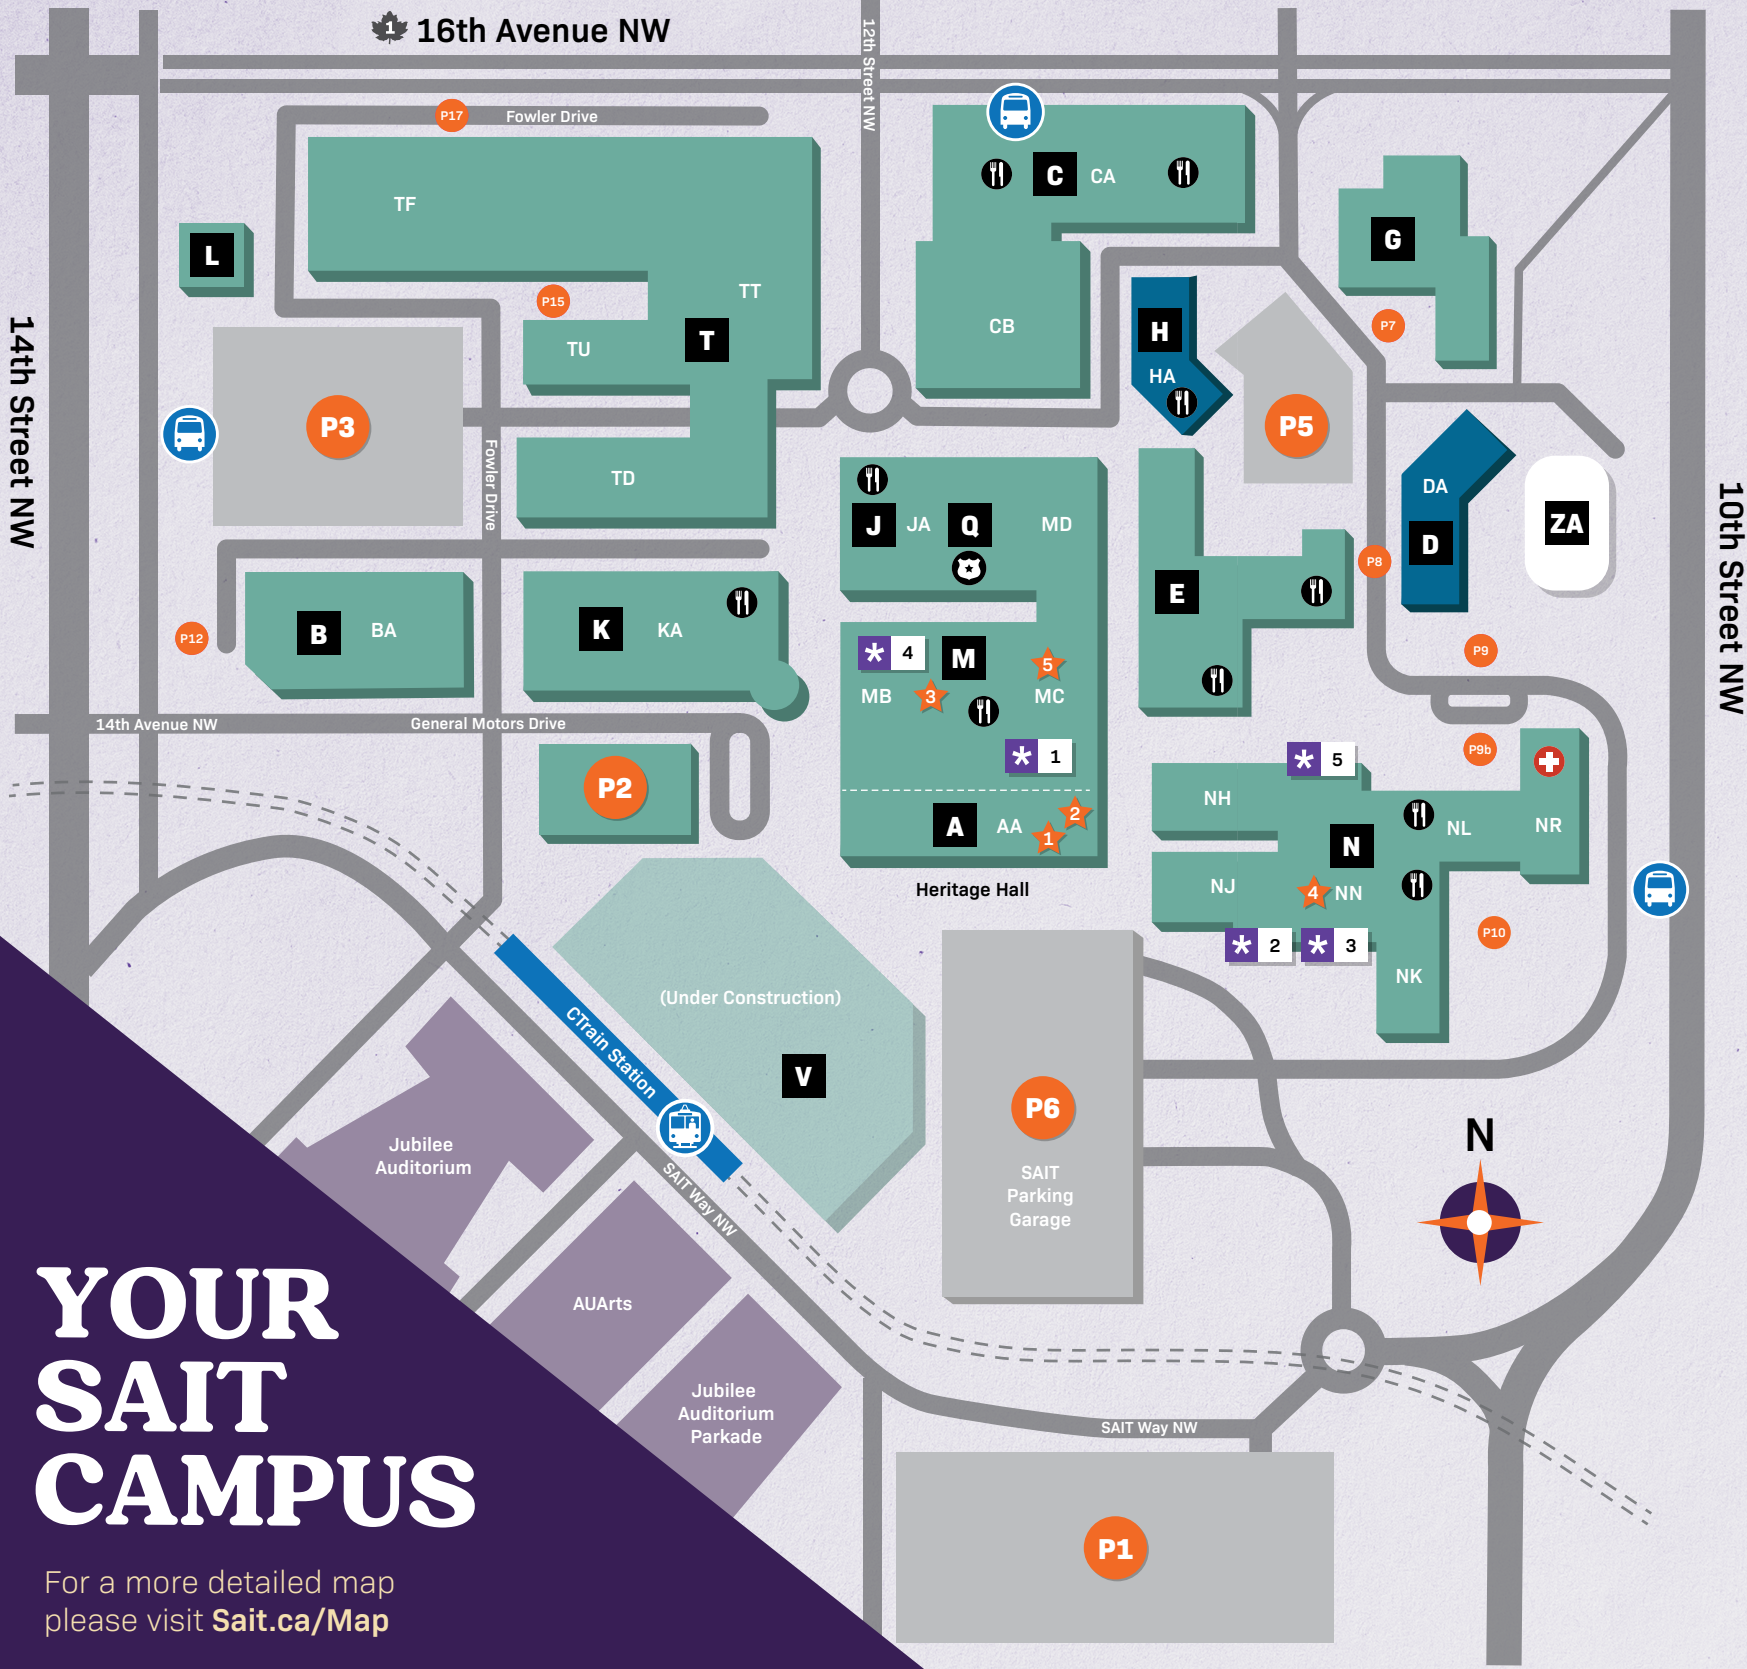 1 16th Avenue NW
12th Street NW
P17 Fowler Drive
C CA
TF
G
L
TT
P15
H
P7
CB
T
TU
HA
14th Street NW
P3
P5
Fowler Drive
TD
DA
10th Street NW
J JA Q MD
ZA
D
P8
E
P12
B BA
K KA
4 M 5
P9
MB 3 MC
14th Avenue NW General Motors Drive
1 5
P9b
P2
NH
A AA 2
1
NL NR
N
Heritage Hall
NJ 4 NN
P10
2 3
NK
(Under Construction)
CTrain Station
V
P6
N
Jubilee
Auditorium
SAIT
Parking
Garage
SAIT Way NW
AUArts
YOUR
SAIT
CAMPUS
Jubilee
Auditorium
Parkade
SAIT Way NW
P1
For a more detailed map
please visit Sait.ca/Map